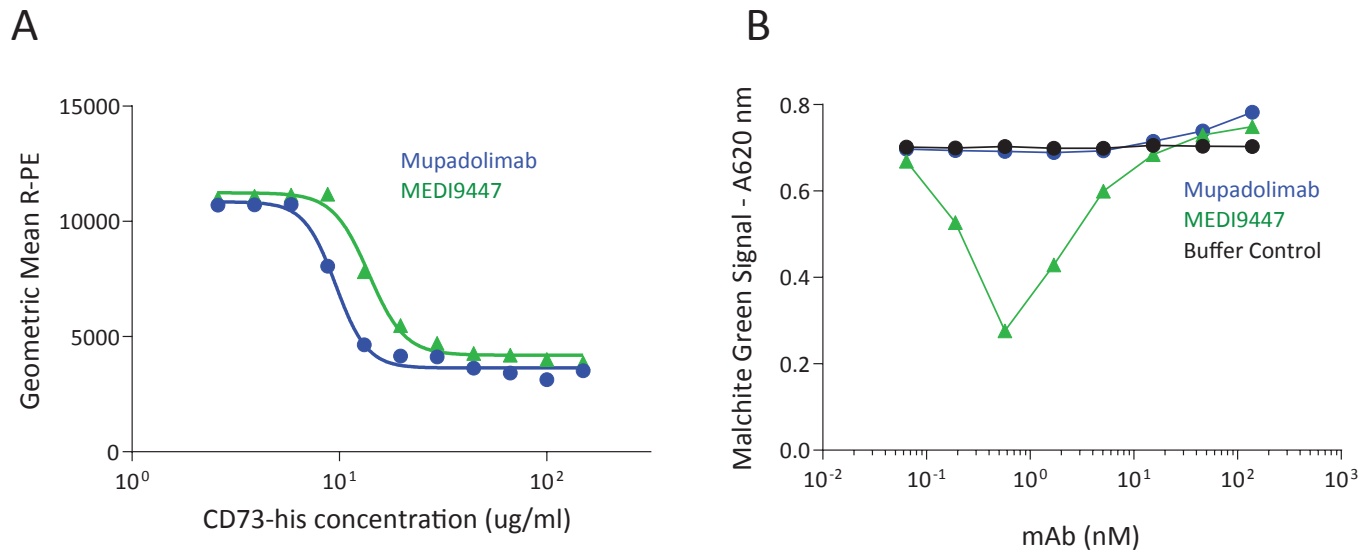 A
15000
10000
5000
0
Geometric Mean R-PE
Mupadolimab
MEDI9447
10⁰
10¹
10²
CD73-his concentration (ug/ml)
B
0.8
0.6
0.4
0.2
0.0
Malchite Green Signal - A620 nm
Mupadolimab
MEDI9447
Buffer Control
10⁻²
10⁻¹
10⁰
10¹
10²
10³
mAb (nM)